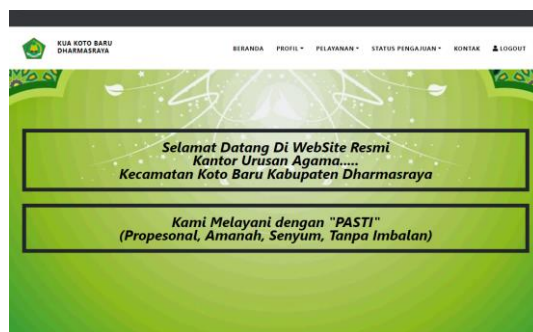 KUA KOTO BARU
DHARMASRAYA
BERANDA PROFIL PELAYANAN STATUS PENGAJUAN KONTAK LOGOUT
Selamat Datang Di WebSite Resmi
Kantor Urusan Agama.....
Kecamatan Koto Baru Kabupaten Dharmasraya
Kami Melayani dengan "PASTI"
(Propesonal, Amanah, Senyum, Tanpa Imbalan)